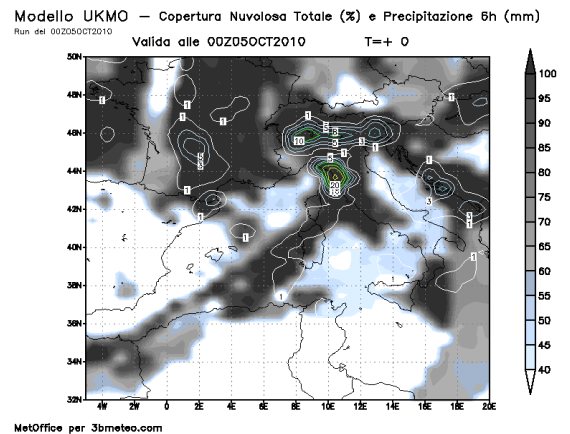 Modello UKMO – Copertura Nuvolosa Totale (%) e Precipitazione 6h (mm)
Run del 00Z05OCT2010
Valida alle 00Z05OCT2010 T=+ 0
50N
48N
46N
44N
42N
40N
38N
36N
34N
32N
4W 2W 0 2E 4E 6E 8E 10E 12E 14E 16E 18E 20E
100
95
90
85
80
75
70
65
60
55
50
45
40
MetOffice per 3bmeteo.com